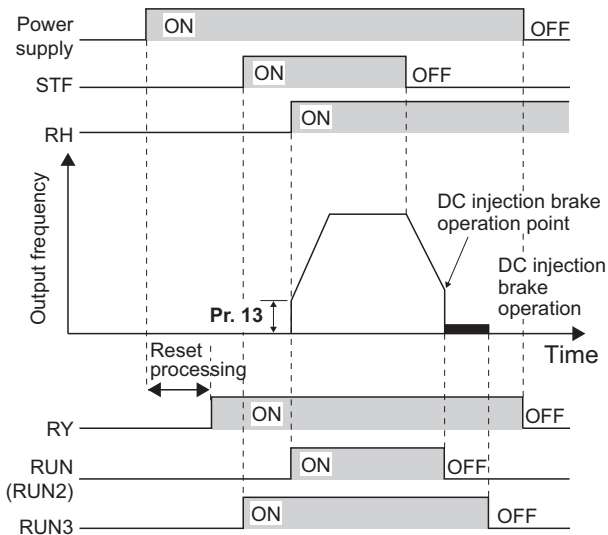 Power
supply
ON
OFF
STF
ON
OFF
RH
ON
Output frequency
DC injection brake
operation point
DC injection
brake
operation
Pr. 13
Time
Reset
processing
RY
ON
OFF
RUN
(RUN2)
ON
OFF
RUN3
ON
OFF